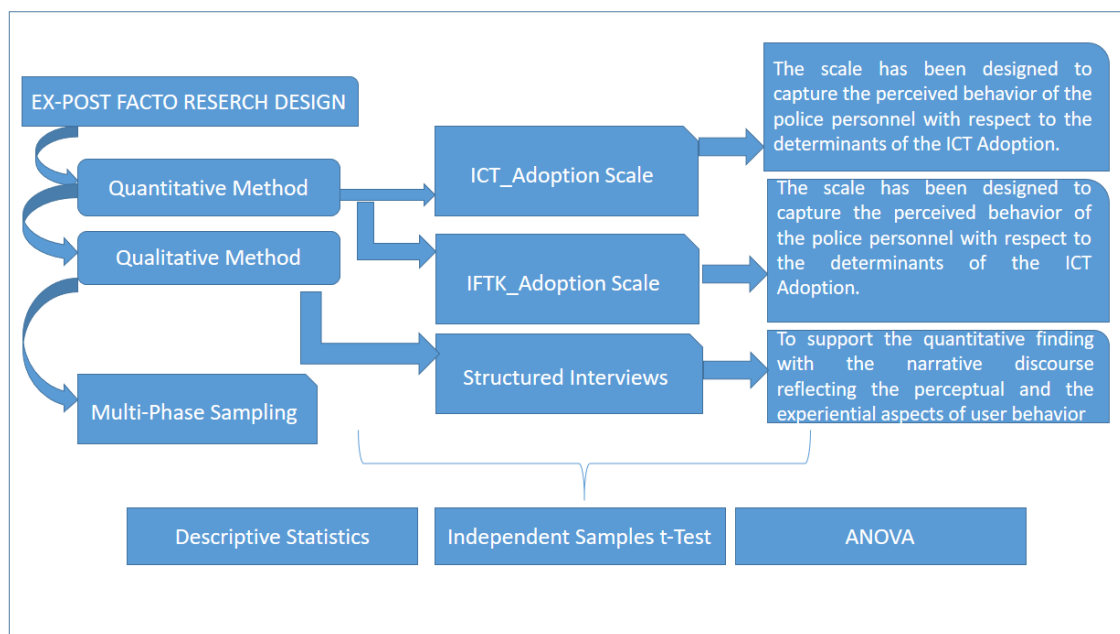 EX-POST FACTO RESERCH DESIGN
Quantitative Method
Qualitative Method
Multi-Phase Sampling
ICT_Adoption Scale
IFTK_Adoption Scale
Structured Interviews
The scale has been designed to
capture the perceived behavior of the
police personnel with respect to the
determinants of the ICT Adoption.
The scale has been designed to
capture the perceived behavior of
the police personnel with respect to
the determinants of the ICT
Adoption.
To support the quantitative finding
with the narrative discourse
reflecting the perceptual and the
experiential aspects of user behavior
Descriptive Statistics
Independent Samples t-Test
ANOVA